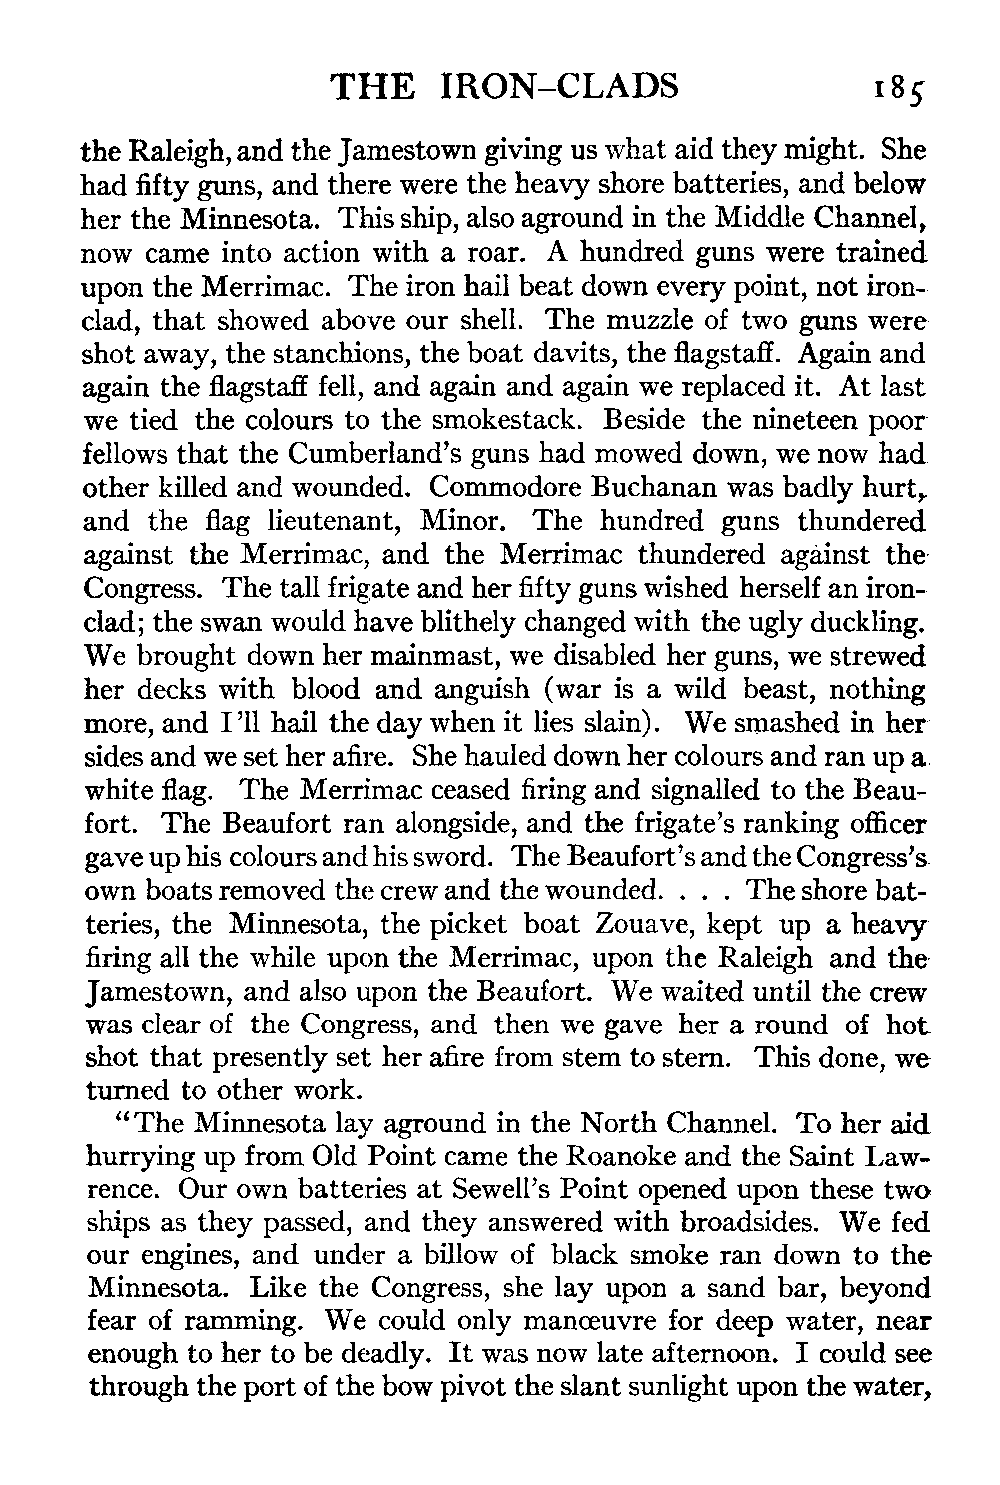 THE IRON–CLADS 185
the Raleigh, and the Jamestown giving us what aid they might. She
had fifty guns, and there were the heavy shore batteries, and below
her the Minnesota. This ship, also aground in the Middle Channel,
now came into action with a roar. A hundred guns were trained
upon the Merrimac. The iron hail beat down every point, not iron-
clad, that showed above our shell. The muzzle of two guns were
shot away, the stanchions, the boat davits, the flagstaff. Again and
again the flagstaff fell, and again and again we replaced it. At last
we tied the colours to the smokestack. Beside the nineteen poor
fellows that the Cumberland's guns had mowed down, we now had
other killed and wounded. Commodore Buchanan was badly hurt,
and the flag lieutenant, Minor. The hundred guns thundered
against the Merrimac, and the Merrimac thundered against the
Congress. The tall frigate and her fifty guns wished herself an iron-
clad; the swan would have blithely changed with the ugly duckling.
We brought down her mainmast, we disabled her guns, we strewed
her decks with blood and anguish (war is a wild beast, nothing
more, and I'll hail the day when it lies slain). We smashed in her
sides and we set her afire. She hauled down her colours and ran up a
white flag. The Merrimac ceased firing and signalled to the Beau-
fort. The Beaufort ran alongside, and the frigate's ranking officer
gave up his colours and his sword. The Beaufort's and the Congress's
own boats removed the crew and the wounded. . . . The shore bat-
teries, the Minnesota, the picket boat Zouave, kept up a heavy
firing all the while upon the Merrimac, upon the Raleigh and the
Jamestown, and also upon the Beaufort. We waited until the crew
was clear of the Congress, and then we gave her a round of hot
shot that presently set her afire from stem to stern. This done, we
turned to other work.
"The Minnesota lay aground in the North Channel. To her aid
hurrying up from Old Point came the Roanoke and the Saint Law-
rence. Our own batteries at Sewell's Point opened upon these two
ships as they passed, and they answered with broadsides. We fed
our engines, and under a billow of black smoke ran down to the
Minnesota. Like the Congress, she lay upon a sand bar, beyond
fear of ramming. We could only manœuvre for deep water, near
enough to her to be deadly. It was now late afternoon. I could see
through the port of the bow pivot the slant sunlight upon the water,